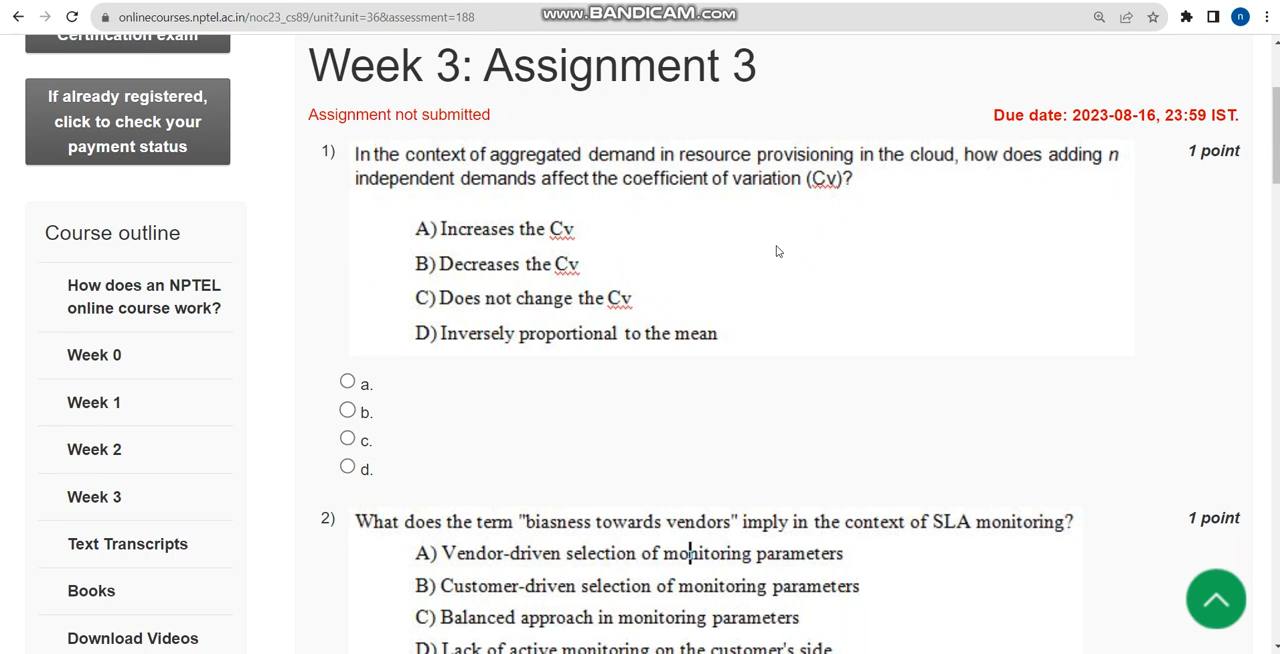 onlinecourses.nptel.ac.in/noc23_cs89/unit?unit=36&assessment=188
www.BANDICAM.com
n
Certification exam
If already registered,
click to check your
payment status
Course outline
How does an NPTEL
online course work?
Week 0
Week 1
Week 2
Week 3
Text Transcripts
Books
Download Videos
Week 3: Assignment 3
Assignment not submitted
Due date: 2023-08-16, 23:59 IST.
1) In the context of aggregated demand in resource provisioning in the cloud, how does adding n 1 point
independent demands affect the coefficient of variation (Cv)?
A) Increases the Cv
B) Decreases the Cv
C) Does not change the Cv
D) Inversely proportional to the mean
a.
b.
c.
d.
2) What does the term "biasness towards vendors" imply in the context of SLA monitoring? 1 point
A) Vendor-driven selection of monitoring parameters
B) Customer-driven selection of monitoring parameters
C) Balanced approach in monitoring parameters
D) Lack of active monitoring on the customer's side